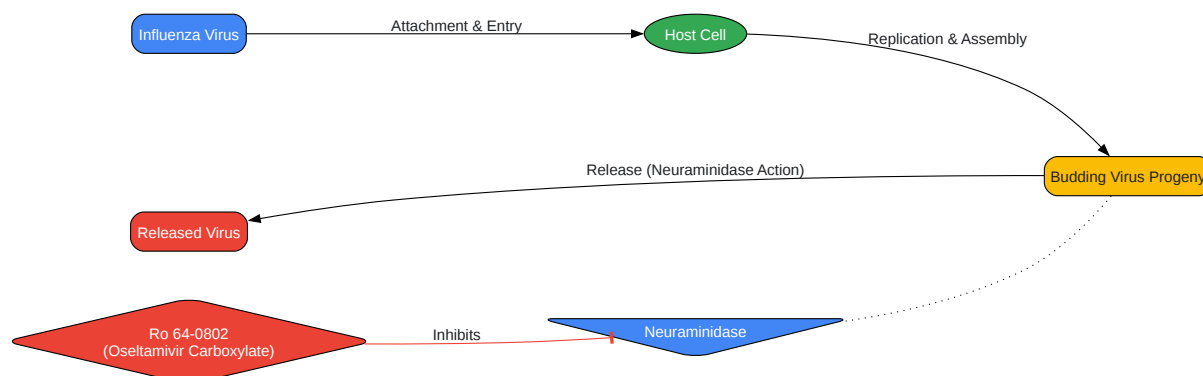 Influenza Virus
Attachment & Entry
Host Cell
Replication & Assembly
Release (Neuraminidase Action)
Budding Virus Progeny
Released Virus
Ro 64-0802
(Oseltamivir Carboxylate)
Inhibits
Neuraminidase